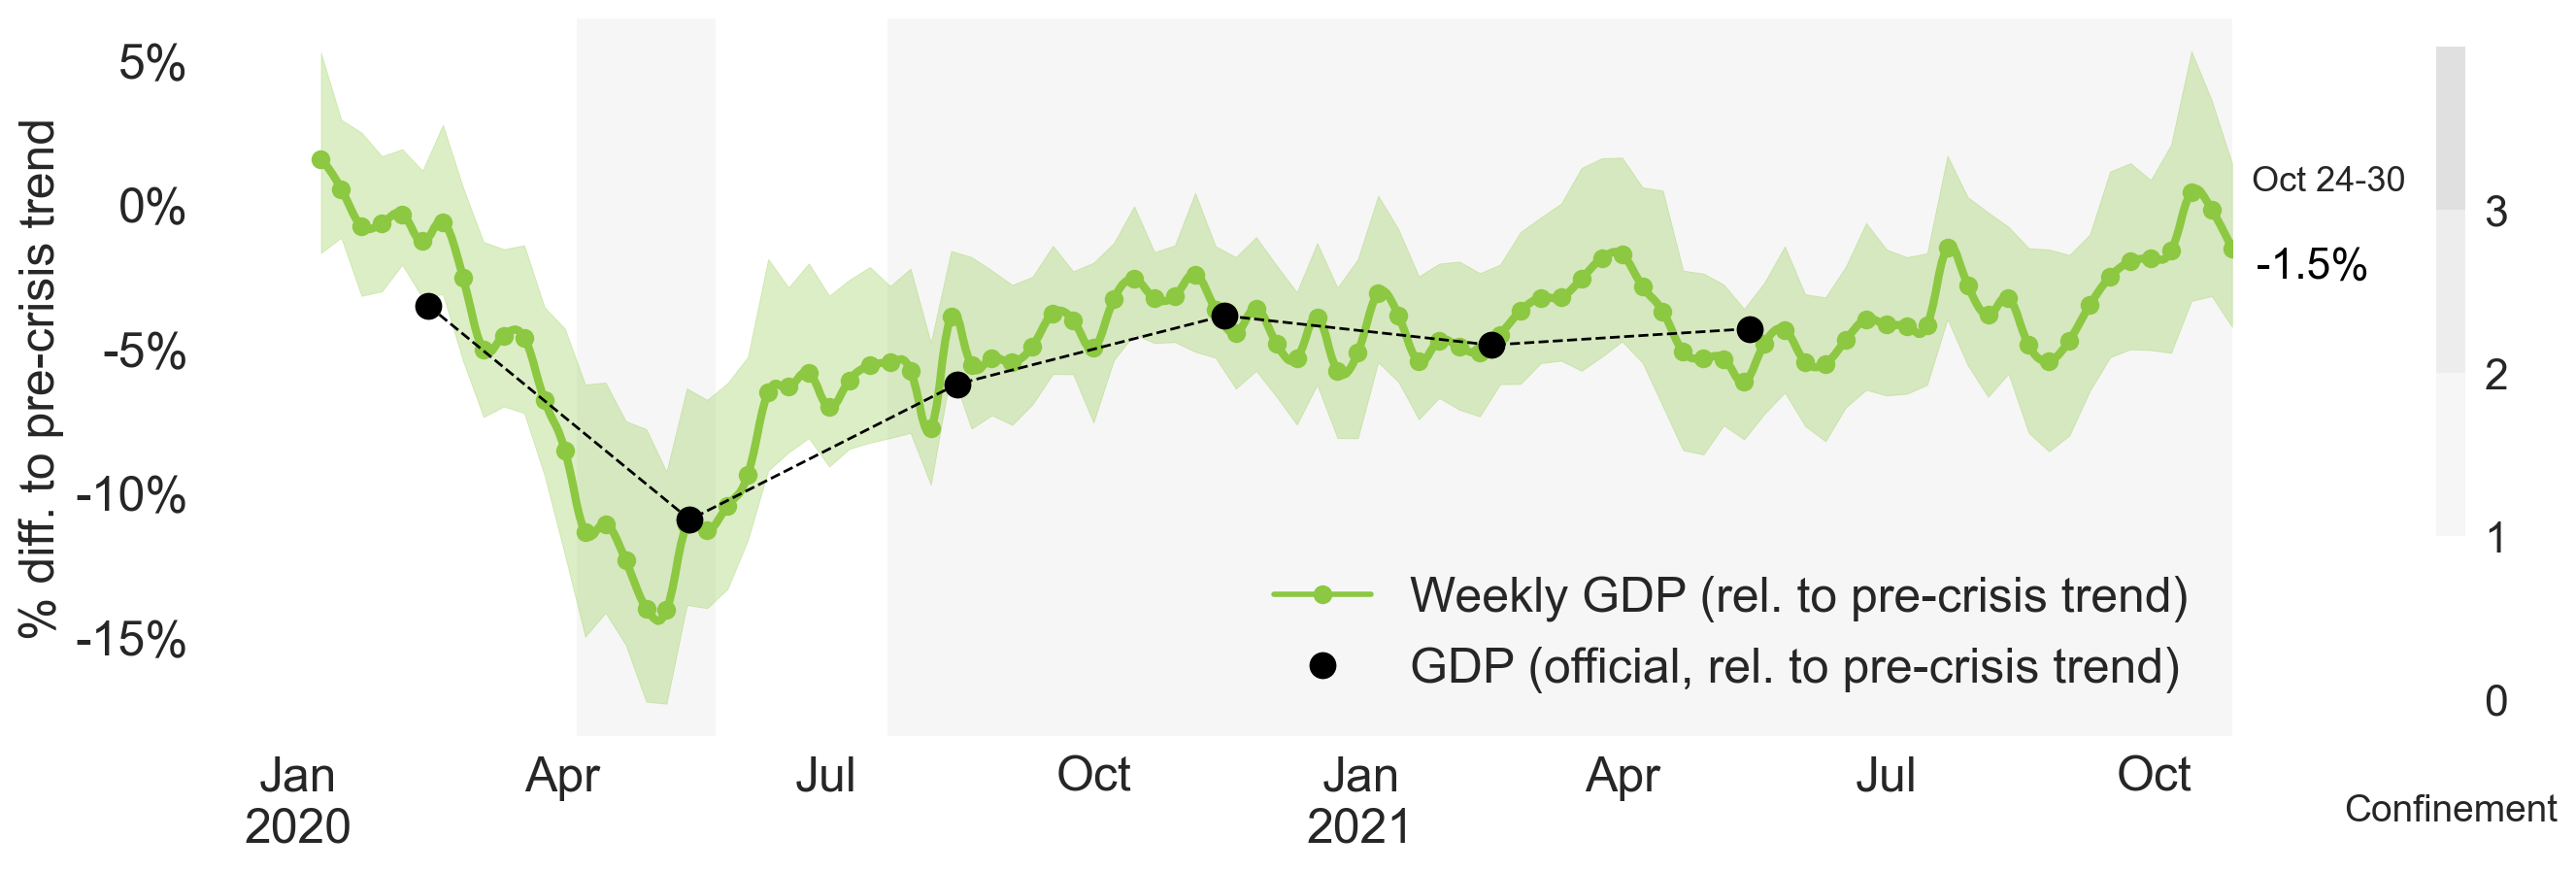 % diff. to pre-crisis trend
5%
0%
-5%
-10%
-15%
Jan
2020
Apr
Jul
Oct
Jan
2021
Apr
Jul
Oct
Weekly GDP (rel. to pre-crisis trend)
GDP (official, rel. to pre-crisis trend)
Oct 24-30
-1.5%
3
2
1
0
Confinement